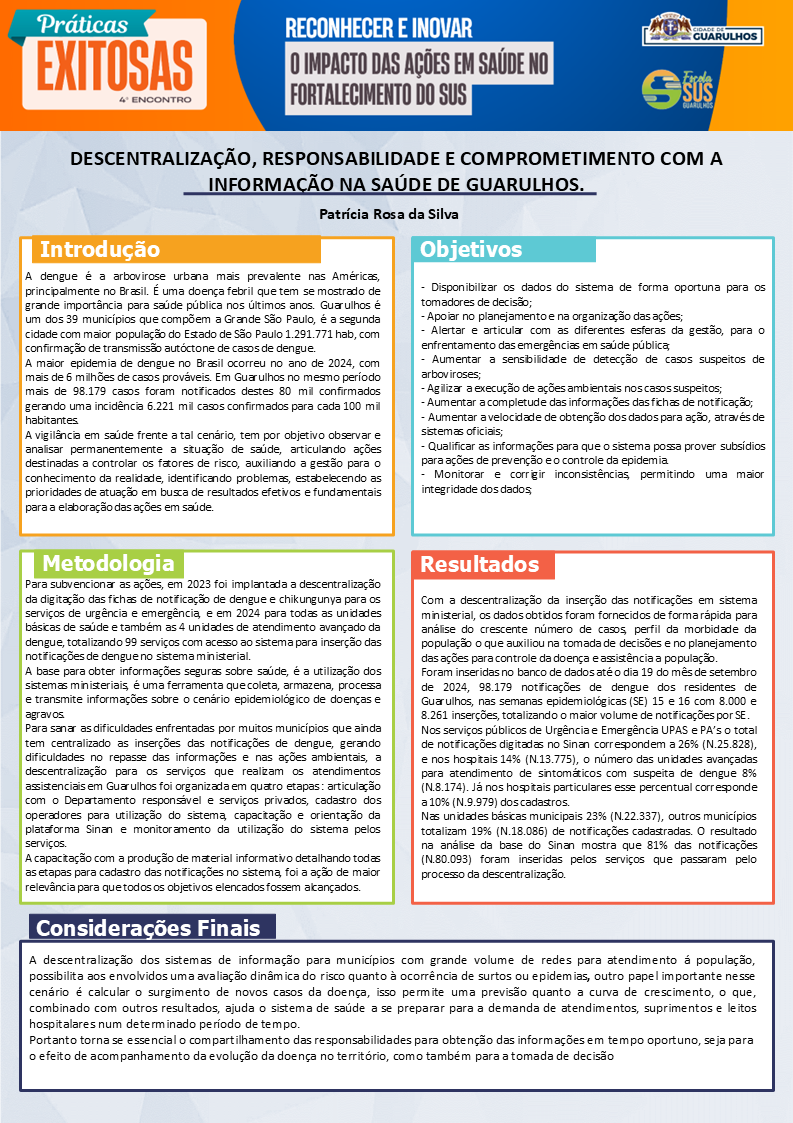 Práticas
EXITOSAS
4º ENCONTRO
RECONHECER E INOVAR
O IMPACTO DAS AÇÕES EM SAÚDE NO
FORTALECIMENTO DO SUS
CIDADE DE
GUARULHOS
Escola
SUS
GUARULHOS
DESCENTRALIZAÇÃO, RESPONSABILIDADE E COMPROMETIMENTO COM A
INFORMAÇÃO NA SAÚDE DE GUARULHOS.
Patrícia Rosa da Silva
Introdução
A dengue é a arbovirose urbana mais prevalente nas Américas,
principalmente no Brasil. É uma doença febril que tem se mostrado de
grande importância para saúde pública nos últimos anos. Guarulhos é
um dos 39 municípios que compõem a Grande São Paulo, é a segunda
cidade com maior população do Estado de São Paulo 1.291.771 hab, com
confirmação de transmissão autóctone de casos de dengue.
A maior epidemia de dengue no Brasil ocorreu no ano de 2024, com
mais de 6 milhões de casos prováveis. Em Guarulhos no mesmo período
mais de 98.179 casos foram notificados destes 80 mil confirmados
gerando uma incidência 6.221 mil casos confirmados para cada 100 mil
habitantes.
A vigilância em saúde frente a tal cenário, tem por objetivo observar e
analisar permanentemente a situação de saúde, articulando ações
destinadas a controlar os fatores de risco, auxiliando a gestão para o
conhecimento da realidade, identificando problemas, estabelecendo as
prioridades de atuação em busca de resultados efetivos e fundamentais
para a elaboração das ações em saúde.
Objetivos
- Disponibilizar os dados do sistema de forma oportuna para os
tomadores de decisão;
- Apoiar no planejamento e na organização das ações;
- Alertar e articular com as diferentes esferas da gestão, para o
enfrentamento das emergências em saúde pública;
- Aumentar a sensibilidade de detecção de casos suspeitos de
arboviroses;
- Agilizar a execução de ações ambientais nos casos suspeitos;
- Aumentar a completude das informações das fichas de notificação;
- Aumentar a velocidade de obtenção dos dados para ação, através de
sistemas oficiais;
- Qualificar as informações para que o sistema possa prover subsídios
para ações de prevenção e o controle da epidemia.
- Monitorar e corrigir inconsistências, permitindo uma maior
integridade dos dados;
Metodologia
Para subvencionar as ações, em 2023 foi implantada a descentralização
da digitação das fichas de notificação de dengue e chikungunya para os
serviços de urgência e emergência, e em 2024 para todas as unidades
básicas de saúde e também as 4 unidades de atendimento avançado da
dengue, totalizando 99 serviços com acesso ao sistema para inserção das
notificações de dengue no sistema ministerial.
A base para obter informações seguras sobre saúde, é a utilização dos
sistemas ministeriais, é uma ferramenta que coleta, armazena, processa
e transmite informações sobre o cenário epidemiológico de doenças e
agravos.
Para sanar as dificuldades enfrentadas por muitos municípios que ainda
tem centralizado as inserções das notificações de dengue, gerando
dificuldades no repasse das informações e nas ações ambientais, a
descentralização para os serviços que realizam os atendimentos
assistenciais em Guarulhos foi organizada em quatro etapas: articulação
com o Departamento responsável e serviços privados, cadastro dos
operadores para utilização do sistema, capacitação e orientação da
plataforma Sinan e monitoramento da utilização do sistema pelos
serviços.
A capacitação com a produção de material informativo detalhando todas
as etapas para cadastro das notificações no sistema, foi a ação de maior
relevância para que todos os objetivos elencados fossem alcançados.
Resultados
Com a descentralização da inserção das notificações em sistema
ministerial, os dados obtidos foram fornecidos de forma rápida para
análise do crescente número de casos, perfil da morbidade da
população o que auxiliou na tomada de decisões e no planejamento
das ações para controle da doença e assistência a população.
Foram inseridas no banco de dados até o dia 19 do mês de setembro
de 2024, 98.179 notificações de dengue dos residentes de
Guarulhos, nas semanas epidemiológicas (SE) 15 e 16 com 8.000 e
8.261 inserções, totalizando o maior volume de notificações por SE.
Nos serviços públicos de Urgência e Emergência UPAS e PA's o total
de notificações digitadas no Sinan correspondem a 26% (N.25.828),
e nos hospitais 14% (N.13.775), o número das unidades avançadas
para atendimento de sintomáticos com suspeita de dengue 8%
(N.8.174). Já nos hospitais particulares esse percentual corresponde
a 10% (N.9.979) dos cadastros.
Nas unidades básicas municipais 23% (N.22.337), outros municípios
totalizam 19% (N.18.086) de notificações cadastradas. O resultado
na análise da base do Sinan mostra que 81% das notificações
(N.80.093) foram inseridas pelos serviços que passaram pelo
processo da descentralização.
Considerações Finais
A descentralização dos sistemas de informação para municípios com grande volume de redes para atendimento á população,
possibilita aos envolvidos uma avaliação dinâmica do risco quanto à ocorrência de surtos ou epidemias, outro papel importante nesse
cenário é calcular o surgimento de novos casos da doença, isso permite uma previsão quanto a curva de crescimento, o que,
combinado com outros resultados, ajuda o sistema de saúde a se preparar para a demanda de atendimentos, suprimentos e leitos
hospitalares num determinado período de tempo.
Portanto torna se essencial o compartilhamento das responsabilidades para obtenção das informações em tempo oportuno, seja para
o efeito de acompanhamento da evolução da doença no território, como também para a tomada de decisão